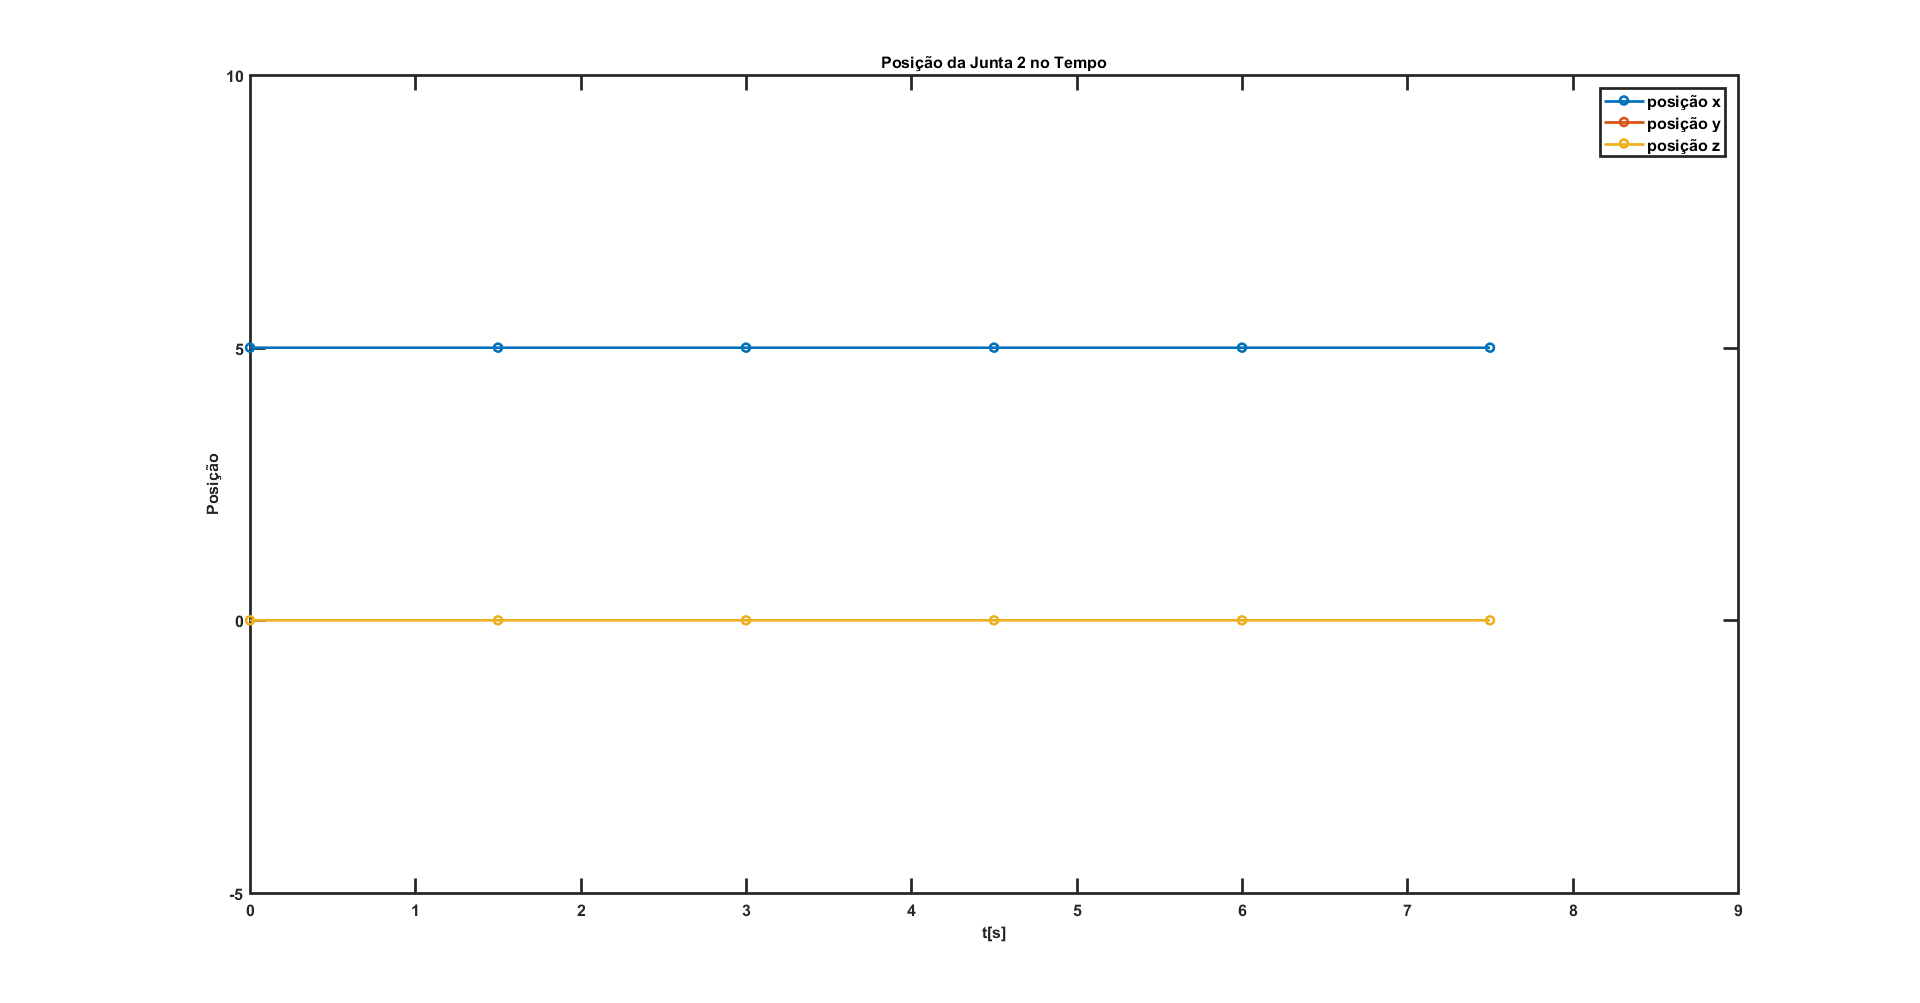 Posição da Junta 2 no Tempo
10
posição x
posição y
posição z
5
Posição
0
-5
0 1 2 3 4 5 6 7 8 9
t[s]